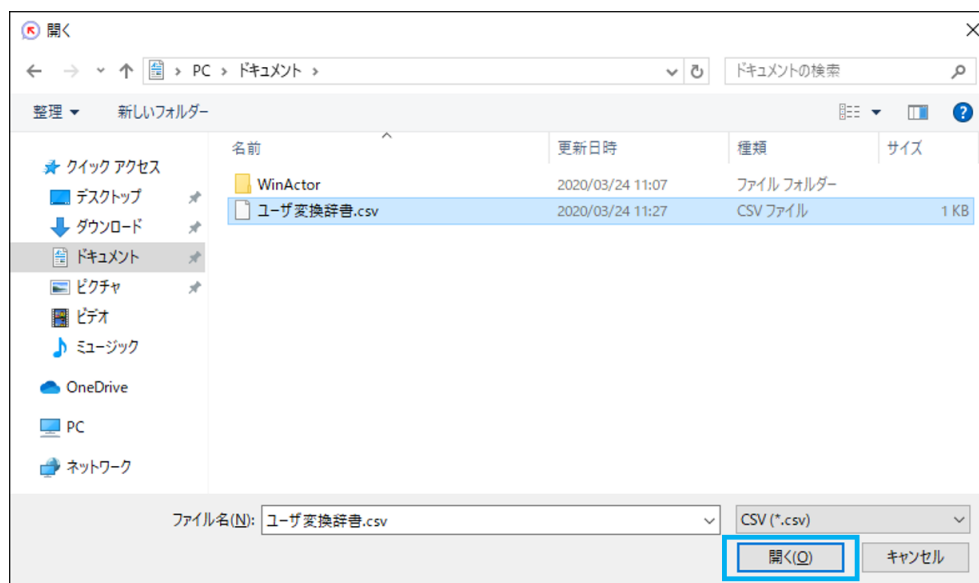 開く
PC > ドキュメント >
ドキュメントの検索
整理 新しいフォルダー
名前 更新日時 種類 サイズ
クイック アクセス
WinActor 2020/03/24 11:07 ファイル フォルダー
デスクトップ
ユーザ変換辞書.csv 2020/03/24 11:27 CSV ファイル 1 KB
ダウンロード
ドキュメント
ピクチャ
ビデオ
ミュージック
OneDrive
PC
ネットワーク
ファイル名(N): ユーザ変換辞書.csv CSV (*.csv)
開く(O) キャンセル